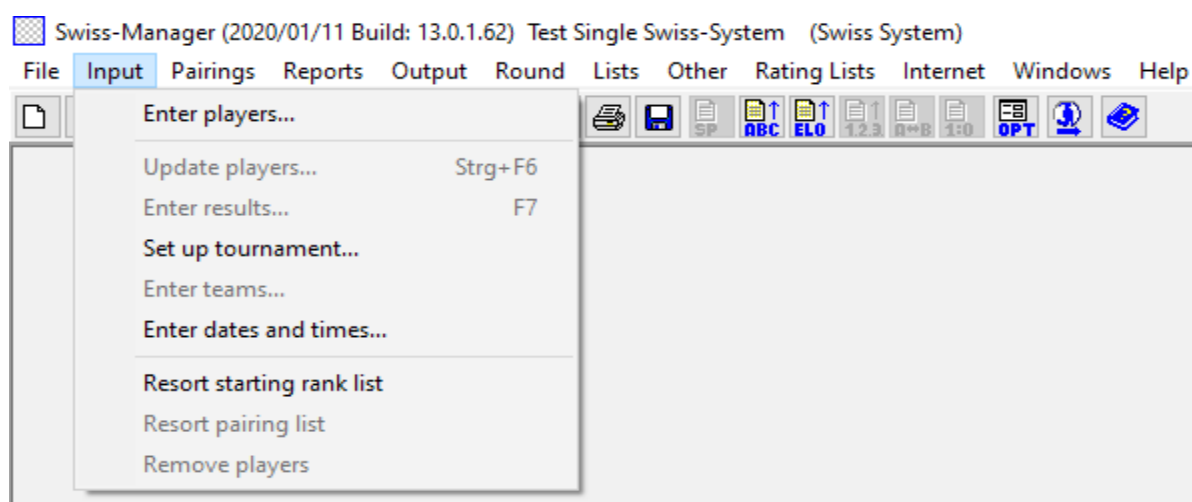 Swiss-Manager (2020/01/11 Build: 13.0.1.62) Test Single Swiss-System (Swiss System)
File Input Pairings Reports Output Round Lists Other Rating Lists Internet Windows Help
SP ABC ELO 1.2.3. A↔B 1:0 OPT
Enter players...
Update players... Strg+F6
Enter results... F7
Set up tournament...
Enter teams...
Enter dates and times...
Resort starting rank list
Resort pairing list
Remove players